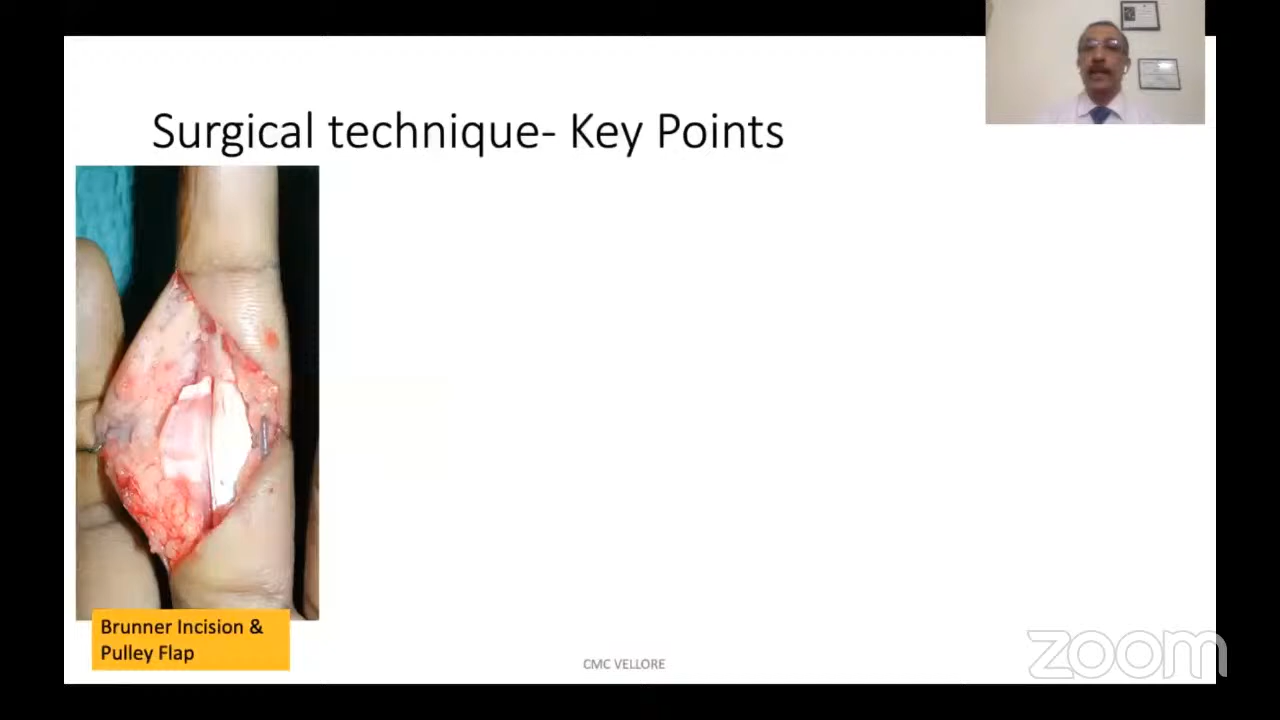 Surgical technique- Key Points
Brunner Incision &
Pulley Flap
CMC VELLORE
zoom